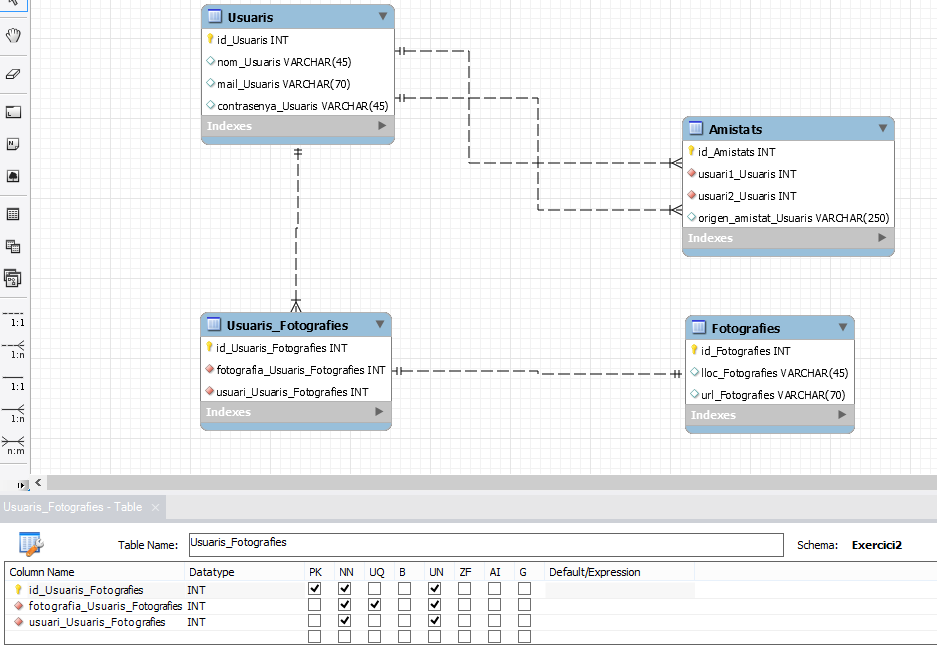 Usuaris
id_Usuaris INT
nom_Usuaris VARCHAR(45)
mail_Usuaris VARCHAR(70)
contrasenya_Usuaris VARCHAR(45)
Indexes
Amistats
id_Amistats INT
usuari1_Usuaris INT
usuari2_Usuaris INT
origen_amistat_Usuaris VARCHAR(250)
Indexes
Usuaris_Fotografies
id_Usuaris_Fotografies INT
fotografia_Usuaris_Fotografies INT
usuari_Usuaris_Fotografies INT
Indexes
Fotografies
id_Fotografies INT
lloc_Fotografies VARCHAR(45)
url_Fotografies VARCHAR(70)
Indexes
1:1
1:n
1:1
1:n
n:m
Usuaris_Fotografies - Table
Table Name: Usuaris_Fotografies Schema: Exercici2
Column Name Datatype PK NN UQ B UN ZF AI G Default/Expression
id_Usuaris_Fotografies INT
fotografia_Usuaris_Fotografies INT
usuari_Usuaris_Fotografies INT